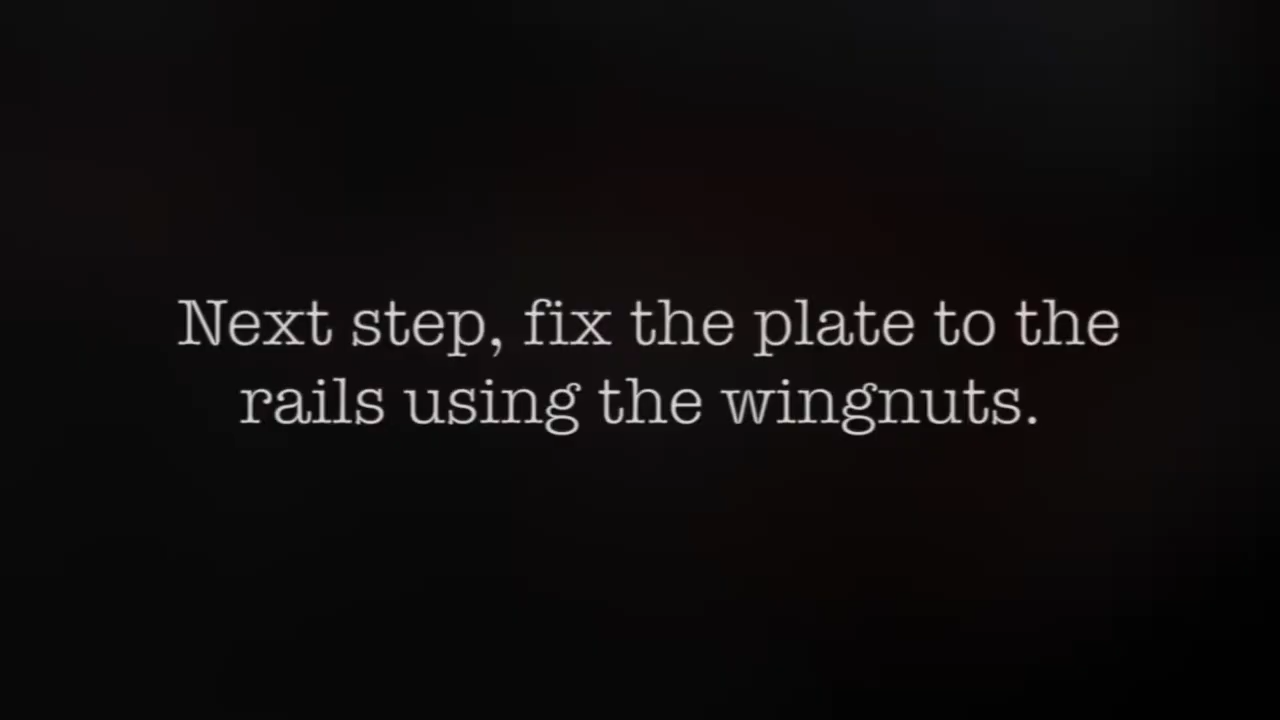 Next step, fix the plate to the
rails using the wingnuts.